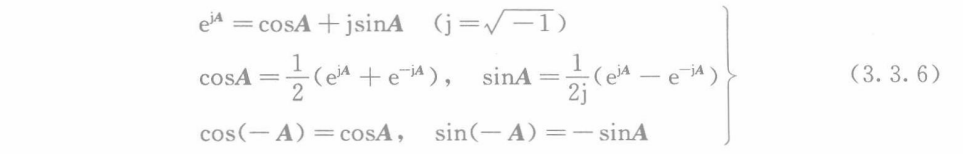 e^{jA} = cosA + jsinA (j = √−1)
cosA = 1/2 (e^{jA} + e^{−jA}), sinA = 1/2j (e^{jA} − e^{−jA}) (3.3.6)
cos(−A) = cosA, sin(−A) = −sinA